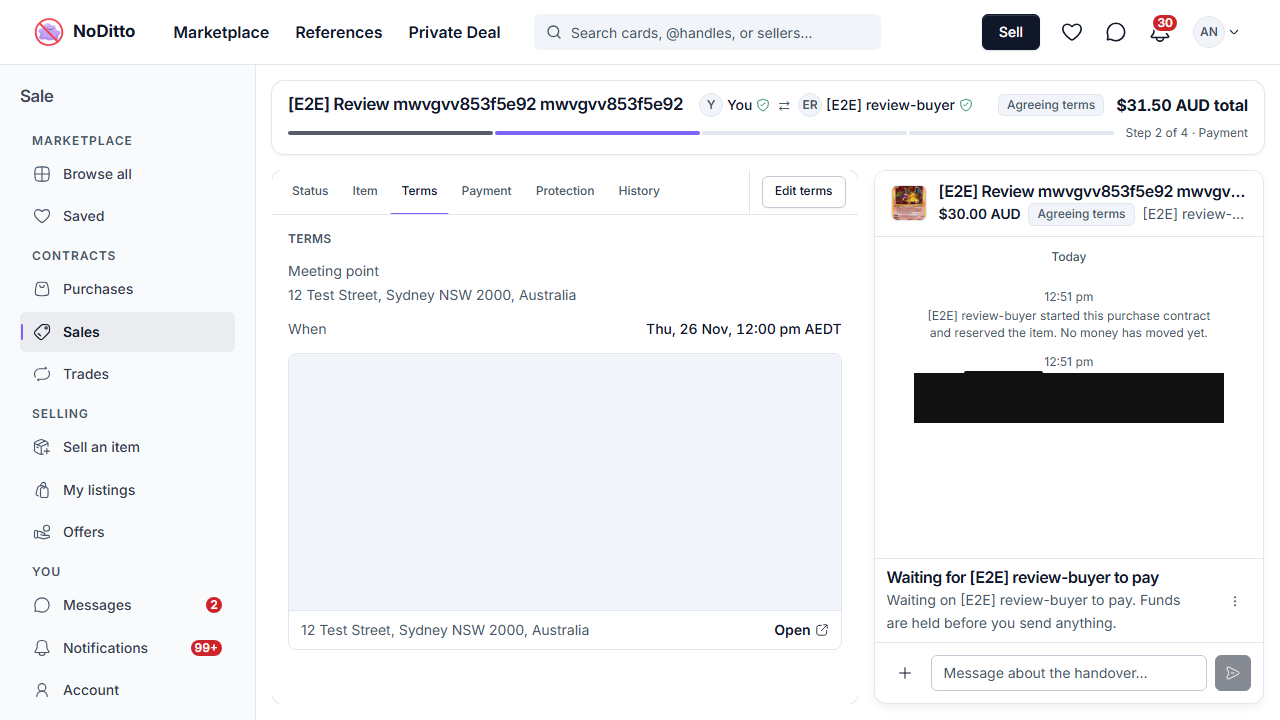 NoDitto
Marketplace
References
Private Deal
Search cards, @handles, or sellers...
Sell
30
AN
Sale
MARKETPLACE
Browse all
Saved
CONTRACTS
Purchases
Sales
Trades
SELLING
Sell an item
My listings
Offers
YOU
Messages
2
Notifications
99+
Account
[E2E] Review mwvgvv853f5e92 mwvgvv853f5e92
Y You
ER [E2E] review-buyer
Agreeing terms
$31.50 AUD total
Step 2 of 4 · Payment
Status
Item
Terms
Payment
Protection
History
Edit terms
TERMS
Meeting point
12 Test Street, Sydney NSW 2000, Australia
When
Thu, 26 Nov, 12:00 pm AEDT
12 Test Street, Sydney NSW 2000, Australia
Open
[E2E] Review mwvgvv853f5e92 mwvgv...
$30.00 AUD
Agreeing terms
[E2E] review-...
Today
12:51 pm
[E2E] review-buyer started this purchase contract
and reserved the item. No money has moved yet.
12:51 pm
Waiting for [E2E] review-buyer to pay
Waiting on [E2E] review-buyer to pay. Funds
are held before you send anything.
Message about the handover...